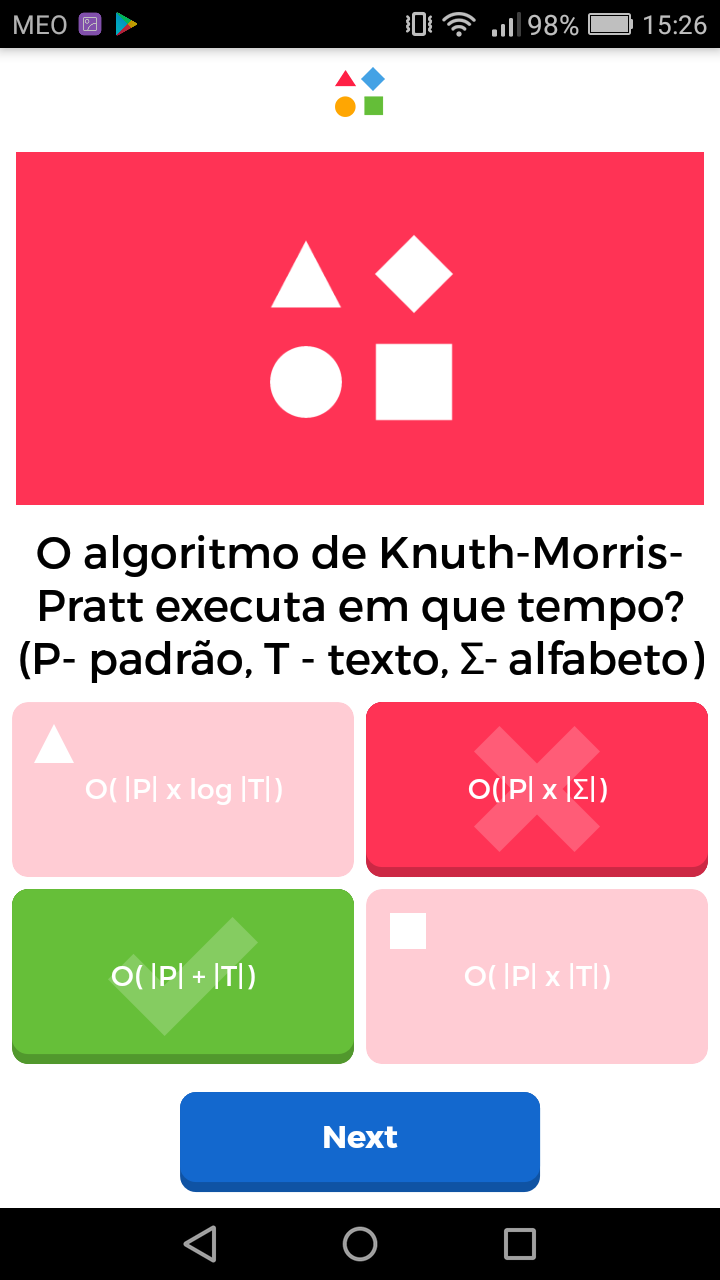 MEO 98% 15:26
O algoritmo de Knuth-Morris-
Pratt executa em que tempo?
(P- padrão, T - texto, Σ- alfabeto)
O( |P| x log |T|)
O(|P| x |Σ|)
O( |P| + |T|)
O( |P| x |T|)
Next